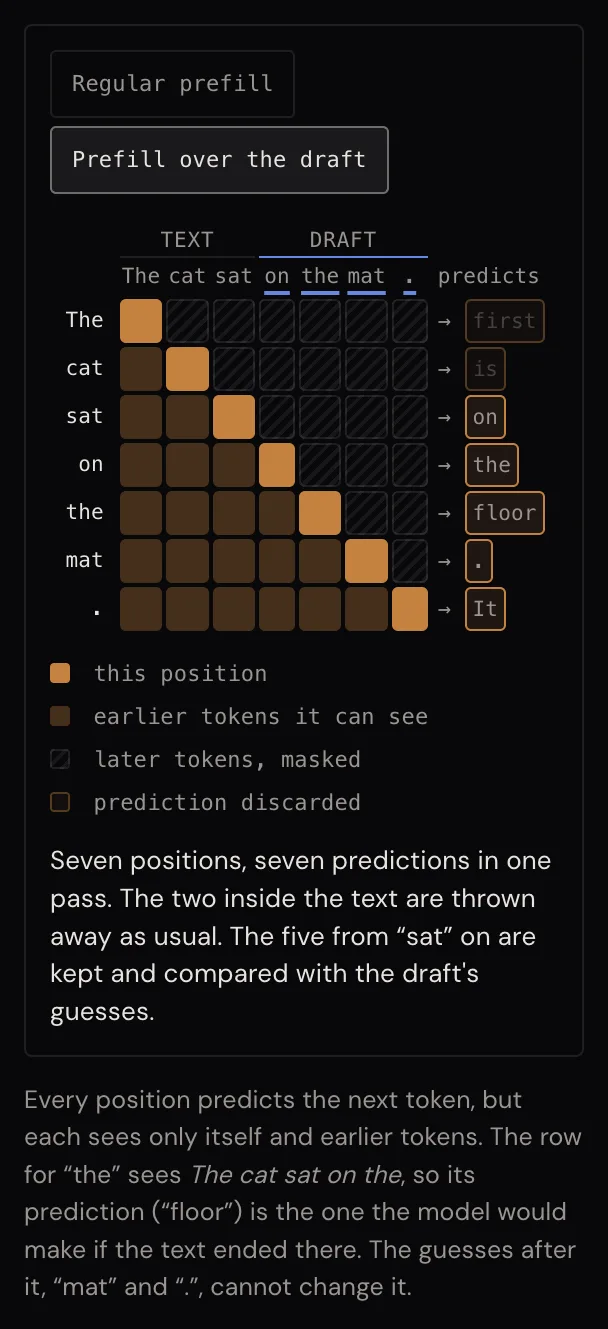 Regular prefill
Prefill over the draft
TEXT DRAFT
The cat sat on the mat . predicts
The → first
cat → is
sat → on
on → the
the → floor
mat → .
. → It
this position
earlier tokens it can see
later tokens, masked
prediction discarded
Seven positions, seven predictions in one
pass. The two inside the text are thrown
away as usual. The five from “sat” on are
kept and compared with the draft's
guesses.
Every position predicts the next token, but
each sees only itself and earlier tokens. The row
for “the” sees The cat sat on the, so its
prediction (“floor”) is the one the model would
make if the text ended there. The guesses after
it, “mat” and “.”, cannot change it.